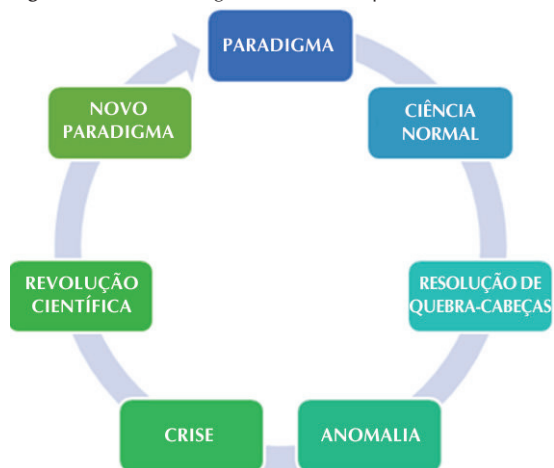 PARADIGMA
CIÊNCIA
NORMAL
RESOLUÇÃO DE
QUEBRA-CABEÇAS
ANOMALIA
CRISE
REVOLUÇÃO
CIENTÍFICA
NOVO
PARADIGMA